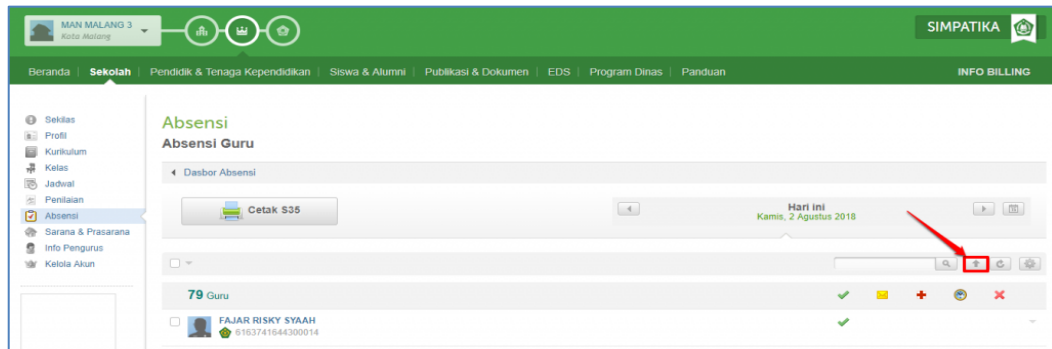 MAN MALANG 3
Kota Malang
SIMPATIKA
Beranda Sekolah Pendidik & Tenaga Kependidikan Siswa & Alumni Publikasi & Dokumen EDS Program Dinas Panduan INFO BILLING
Sekilas
Profil
Kurikulum
Kelas
Jadwal
Penilaian
Absensi
Sarana & Prasarana
Info Pengurus
Kelola Akun
Absensi
Absensi Guru
Dasbor Absensi
Cetak S35
Hari ini
Kamis, 2 Agustus 2018
79 Guru
FAJAR RISKY SYAAH
6163741644300014